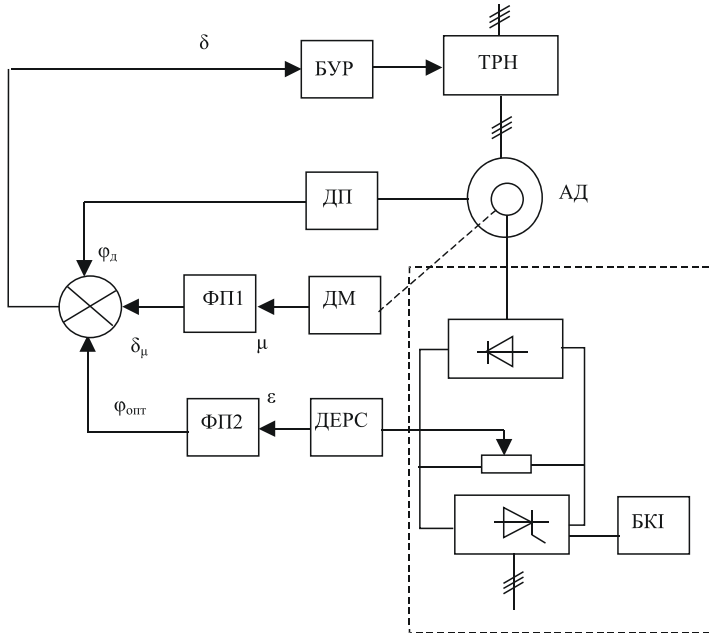 δ
БУР
ТРН
ДП
АД
φд
ФП1
ДМ
δμ
μ
φопт
ФП2
ε
ДЕРС
БКІ